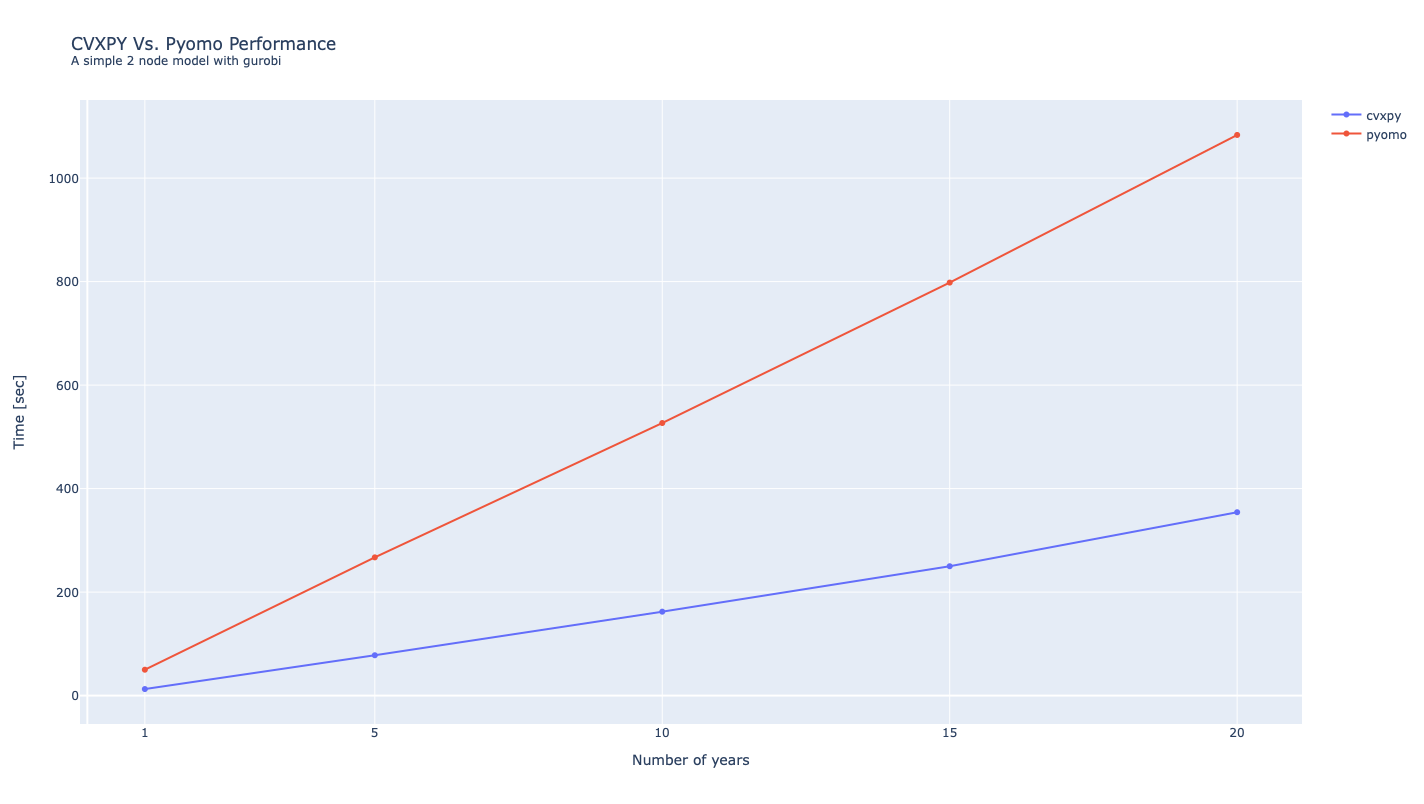 CVXPY Vs. Pyomo Performance
A simple 2 node model with gurobi
cvxpy
pyomo
1000
800
600
400
200
0
Time [sec]
1 5 10 15 20
Number of years